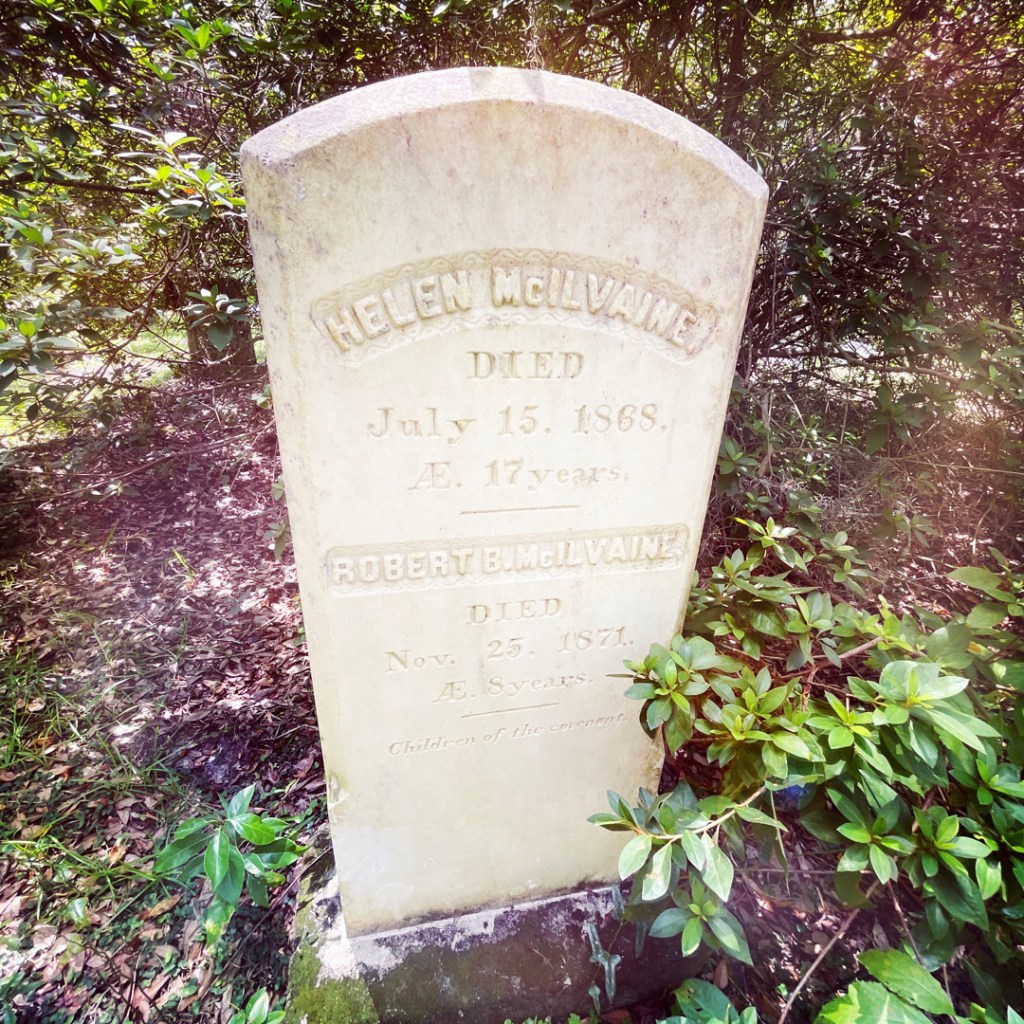 HELEN McILVAINE.
DIED
July 15. 1868.
Æ. 17 years.
ROBERT B. McILVAINE.
DIED
Nov. 25. 1871.
Æ. 8 years.
Children of the covenant.